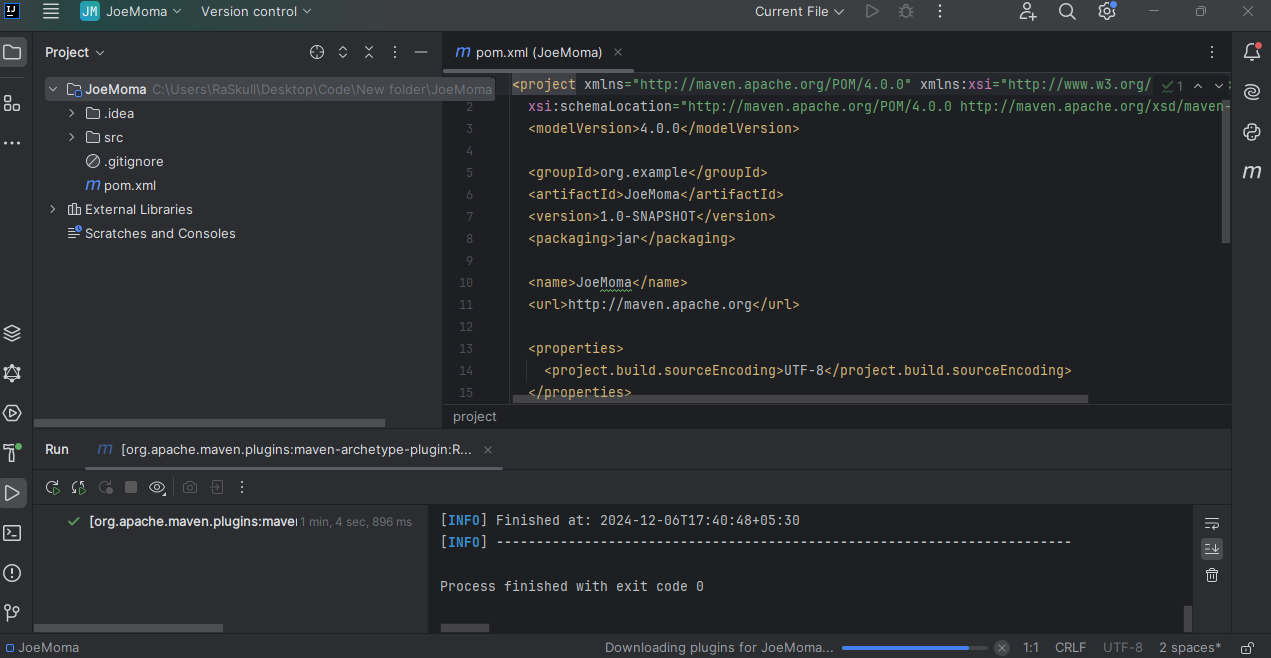 JM JoeMoma Version control Current File
Project
pom.xml (JoeMoma)
JoeMoma C:\Users\RaSkull\Desktop\Code\New folder\JoeMoma
.idea
src
.gitignore
pom.xml
External Libraries
Scratches and Consoles
<project xmlns="http://maven.apache.org/POM/4.0.0" xmlns:xsi="http://www.w3.org/ 1
2 xsi:schemaLocation="http://maven.apache.org/POM/4.0.0 http://maven.apache.org/xsd/maven-
3 <modelVersion>4.0.0</modelVersion>
4
5 <groupId>org.example</groupId>
6 <artifactId>JoeMoma</artifactId>
7 <version>1.0-SNAPSHOT</version>
8 <packaging>jar</packaging>
9
10 <name>JoeMoma</name>
11 <url>http://maven.apache.org</url>
12
13 <properties>
14 <project.build.sourceEncoding>UTF-8</project.build.sourceEncoding>
15 </properties>
project
Run [org.apache.maven.plugins:maven-archetype-plugin:R...
[org.apache.maven.plugins:mave 1 min, 4 sec, 896 ms
[INFO] Finished at: 2024-12-06T17:40:48+05:30
[INFO] ------------------------------------------------------------------------
Process finished with exit code 0
JoeMoma Downloading plugins for JoeMoma... 1:1 CRLF UTF-8 2 spaces*